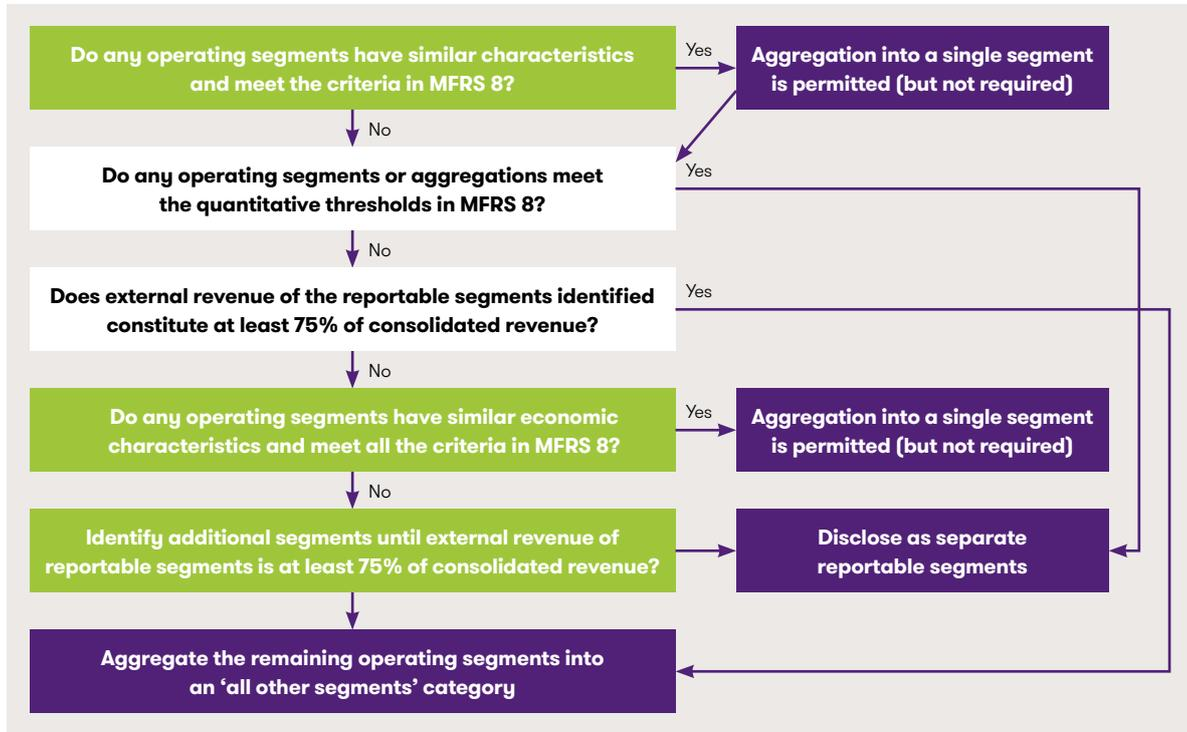 Do any operating segments have similar characteristics
and meet the criteria in MFRS 8?
Yes
Aggregation into a single segment
is permitted (but not required)
No
Do any operating segments or aggregations meet
the quantitative thresholds in MFRS 8?
Yes
No
Does external revenue of the reportable segments identified
constitute at least 75% of consolidated revenue?
Yes
No
Do any operating segments have similar economic
characteristics and meet all the criteria in MFRS 8?
Yes
Aggregation into a single segment
is permitted (but not required)
No
Identify additional segments until external revenue of
reportable segments is at least 75% of consolidated revenue?
Disclose as separate
reportable segments
Aggregate the remaining operating segments into
an ‘all other segments’ category